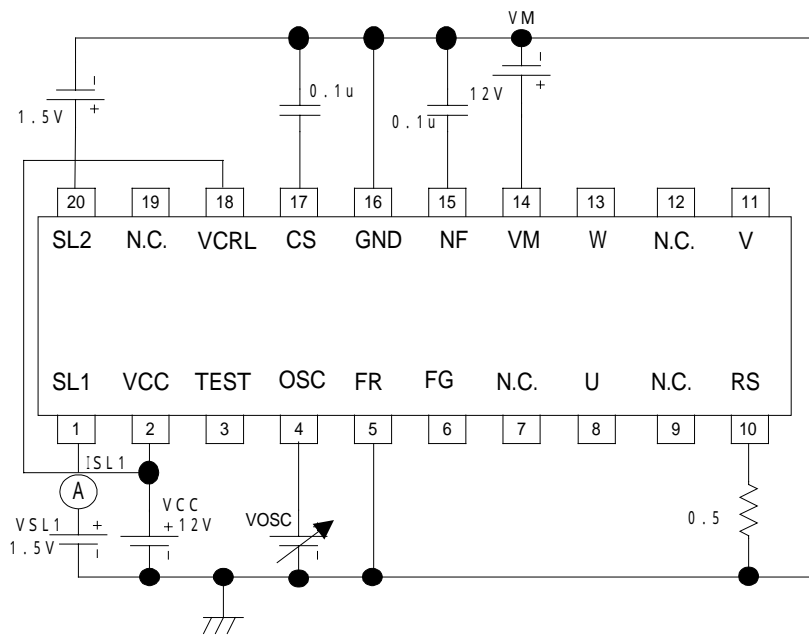 VM
0.1u
12V
1.5V
0.1u
20 19 18 17 16 15 14 13 12 11
SL2 N.C. VCRL CS GND NF VM W N.C. V
SL1 VCC TEST OSC FR FG N.C. U N.C. RS
1 2 3 4 5 6 7 8 9 10
ISL1
A
VCC
VSL1 + +12V VOSC 0.5
1.5V